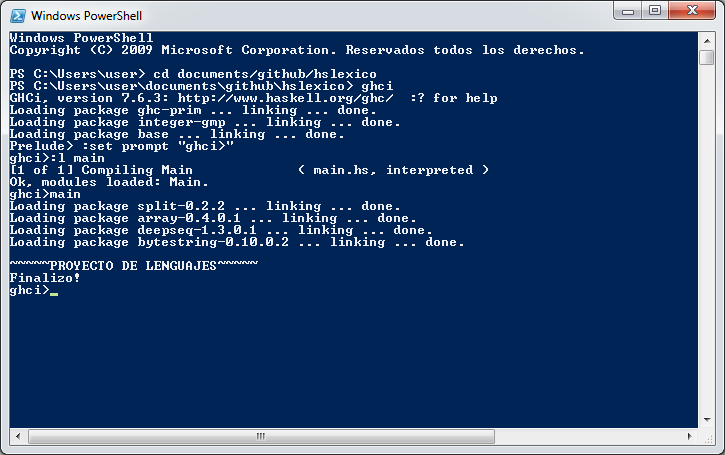 Windows PowerShell
Windows PowerShell
Copyright (C) 2009 Microsoft Corporation. Reservados todos los derechos.
PS C:\Users\user> cd documents/github/hslexico
PS C:\Users\user\documents\github\hslexico> ghci
GHCi, version 7.6.3: http://www.haskell.org/ghc/  :? for help
Loading package ghc-prim ... linking ... done.
Loading package integer-gmp ... linking ... done.
Loading package base ... linking ... done.
Prelude> :set prompt "ghci>"
ghci>:l main
[1 of 1] Compiling Main             ( main.hs, interpreted )
Ok, modules loaded: Main.
ghci>main
Loading package split-0.2.2 ... linking ... done.
Loading package array-0.4.0.1 ... linking ... done.
Loading package deepseq-1.3.0.1 ... linking ... done.
Loading package bytestring-0.10.0.2 ... linking ... done.
~~~~~PROYECTO DE LENGUAJES~~~~~
Finalizo!
ghci>_